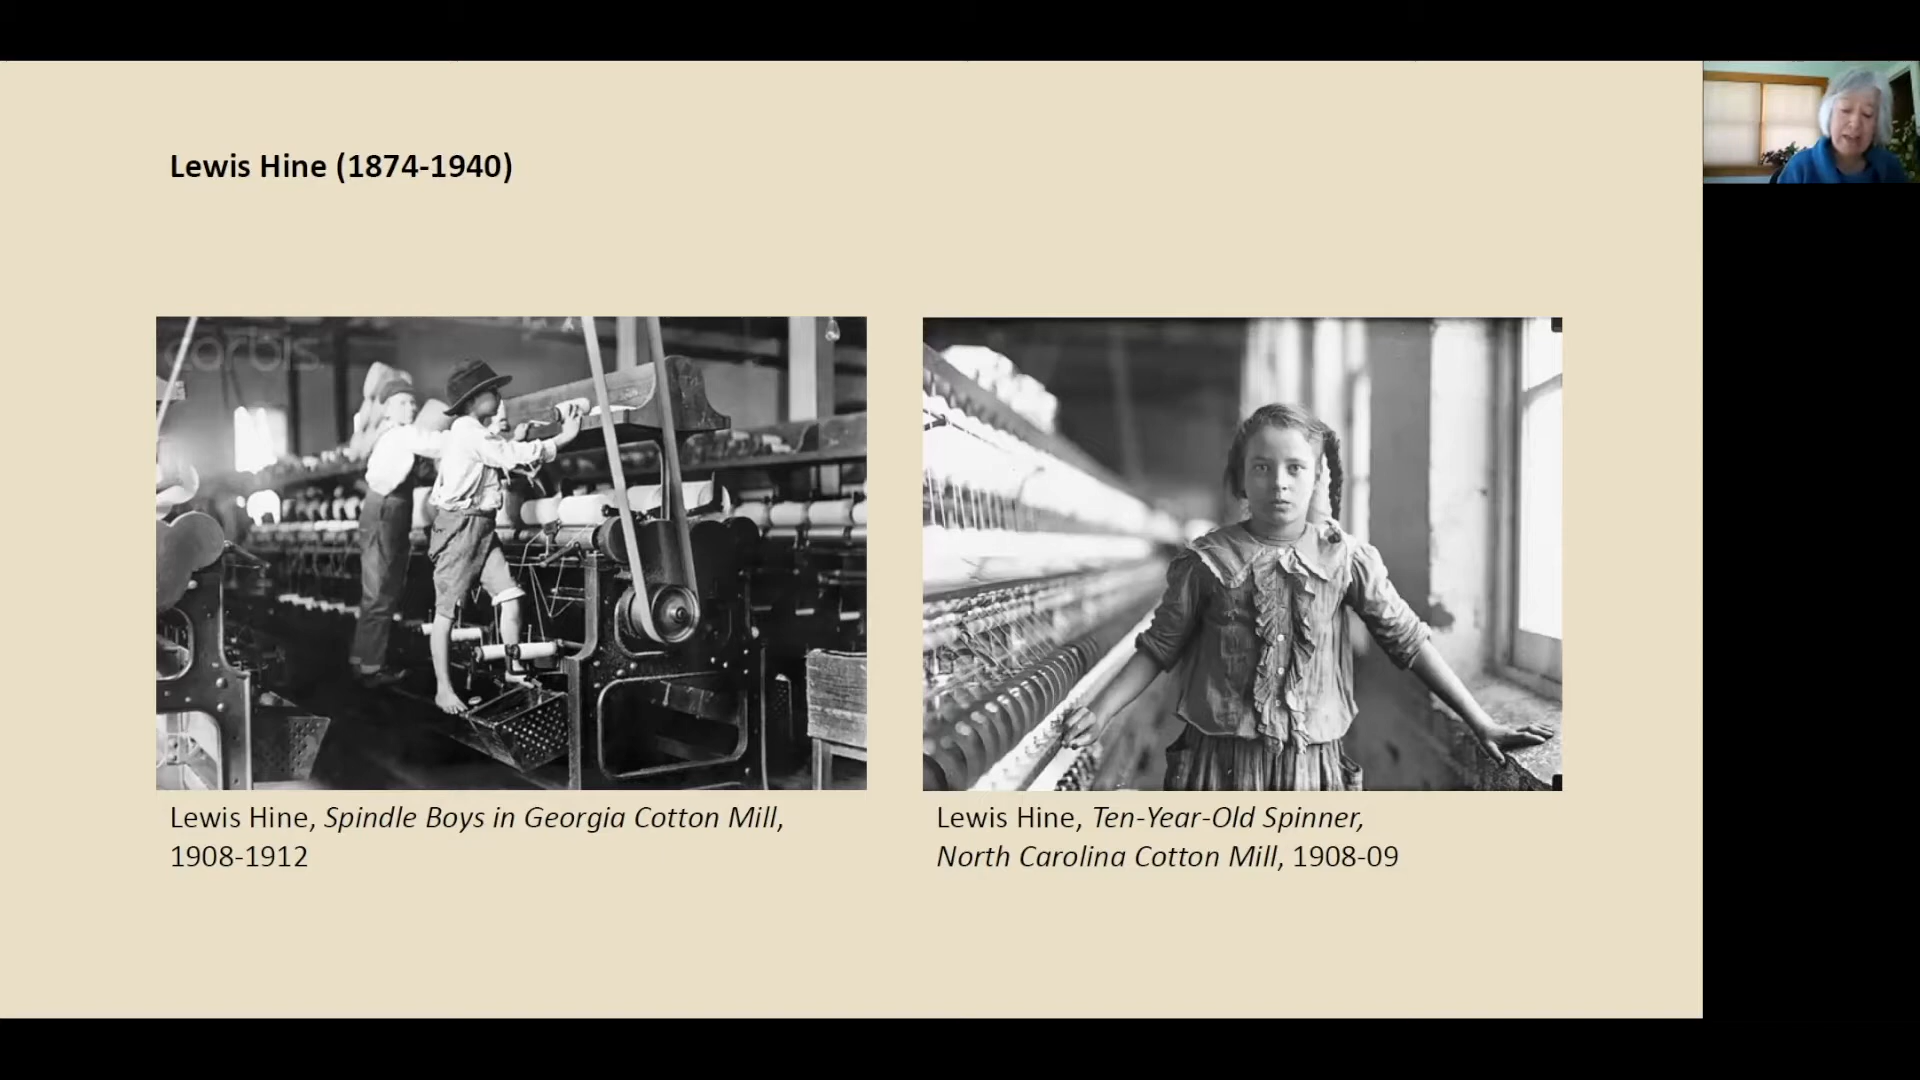 Lewis Hine (1874-1940)
corbis.
Lewis Hine, Spindle Boys in Georgia Cotton Mill,
1908-1912
Lewis Hine, Ten-Year-Old Spinner,
North Carolina Cotton Mill, 1908-09